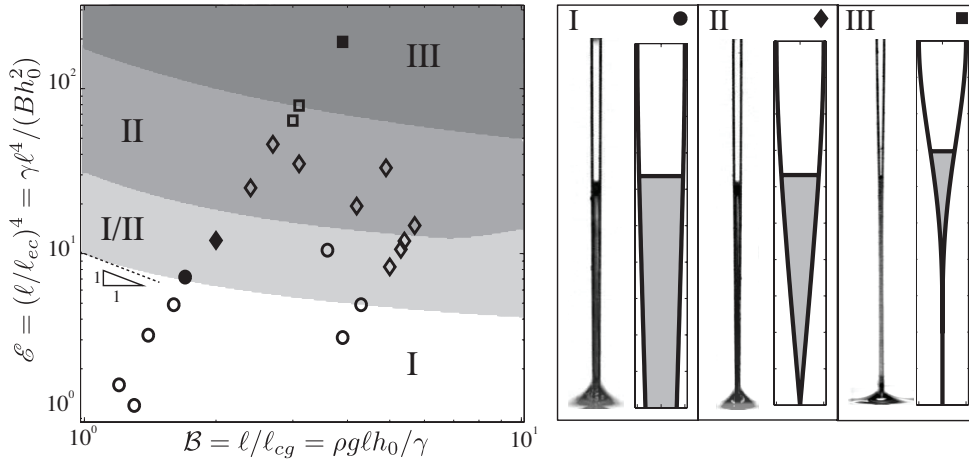 ℰ = (ℓ/ℓ_ec)^4 = γℓ^4/(Bh_0^2)
10^2
10^1
10^0
III
II
I/II
I
1
1
10^0
10^1
ℬ = ℓ/ℓ_cg = ρgℓh_0/γ
I
II
III